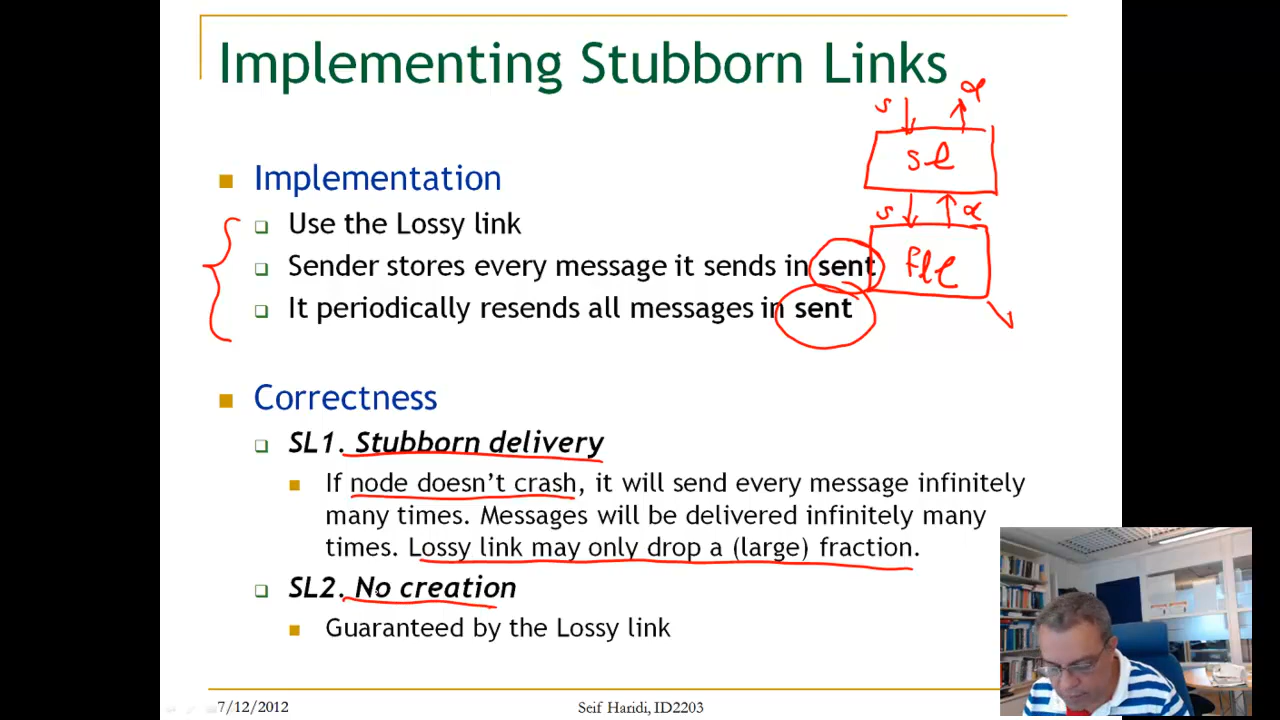 Implementing Stubborn Links
s
sl
s
fll
Implementation
Use the Lossy link
Sender stores every message it sends in sent
It periodically resends all messages in sent
Correctness
SL1. Stubborn delivery
If node doesn't crash, it will send every message infinitely
many times. Messages will be delivered infinitely many
times. Lossy link may only drop a (large) fraction.
SL2. No creation
Guaranteed by the Lossy link
7/12/2012
Seif Haridi, ID2203